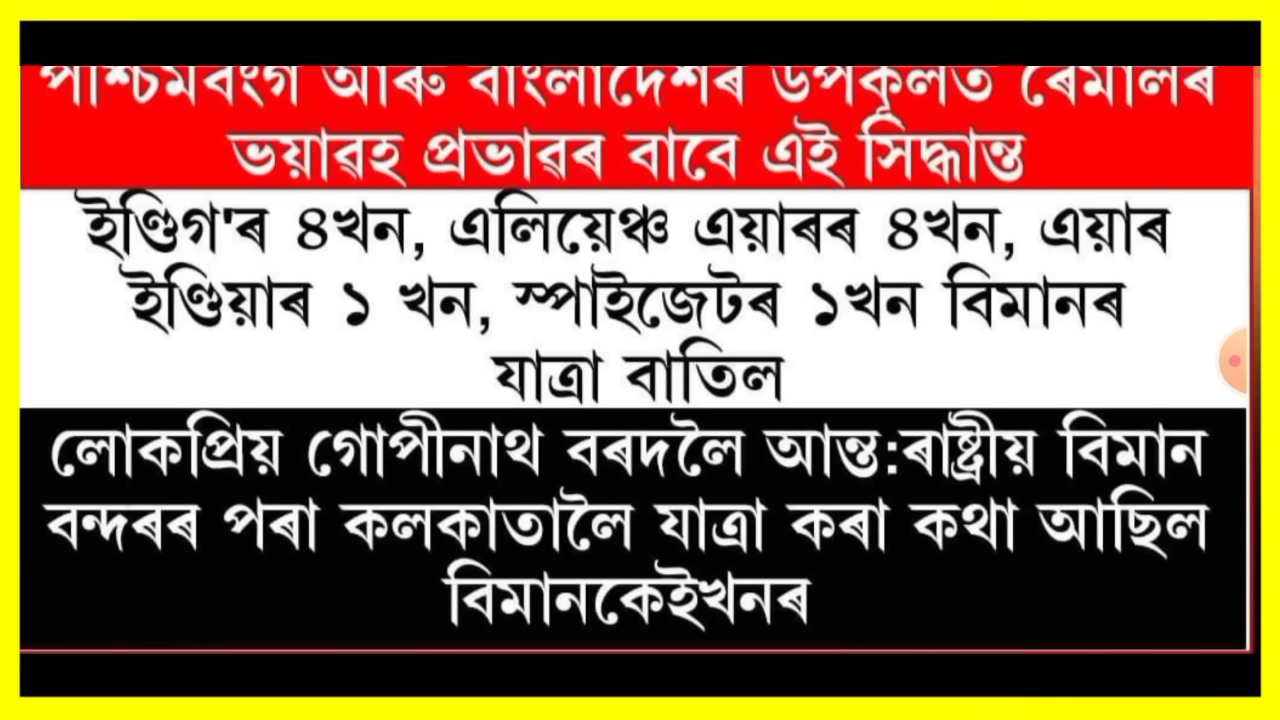 পশ্চিমবংগ আৰু বাংলাদেশৰ উপকূলত ৰেমালৰ
ভয়াৱহ প্ৰভাৱৰ বাবে এই সিদ্ধান্ত
ইণ্ডিগ'ৰ ৪খন, এলিয়েঞ্চ এয়াৰৰ ৪খন, এয়াৰ
ইণ্ডিয়াৰ ১ খন, স্পাইজেটৰ ১খন বিমানৰ
যাত্ৰা বাতিল
লোকপ্ৰিয় গোপীনাথ বৰদলৈ আন্ত:ৰাষ্ট্ৰীয় বিমান
বন্দৰৰ পৰা কলকাতালৈ যাত্ৰা কৰা কথা আছিল
বিমানকেইখনৰ